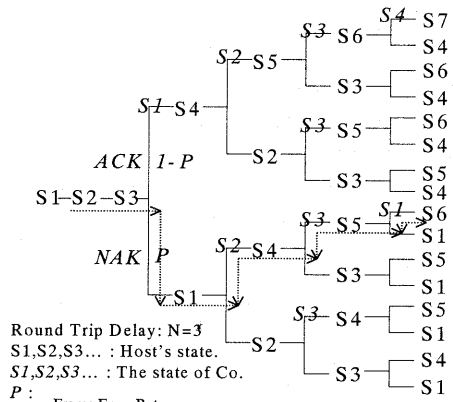 S4 S7
S3 S6
S4
S2 S5
S6
S3
S4
S1 S4
S6
S3 S5
S4
S2
ACK 1-P
S5
S3
S4
S1-S2-S3
S1 S6
S3 S5
S1
S2 S4
NAK P
S5
S3
S1
S1
S5
S3 S4
S1
S2
S4
S3
S1
Round Trip Delay: N=3
S1,S2,S3... : Host's state.
S1,S2,S3... : The state of Co.
P :